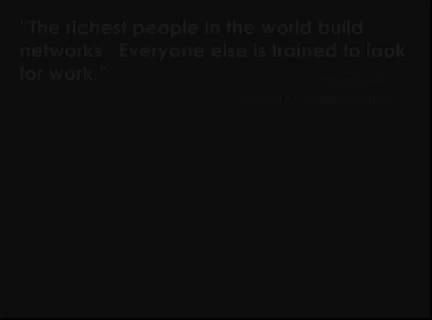 "The richest people in the world build
networks. Everyone else is trained to look
for work."